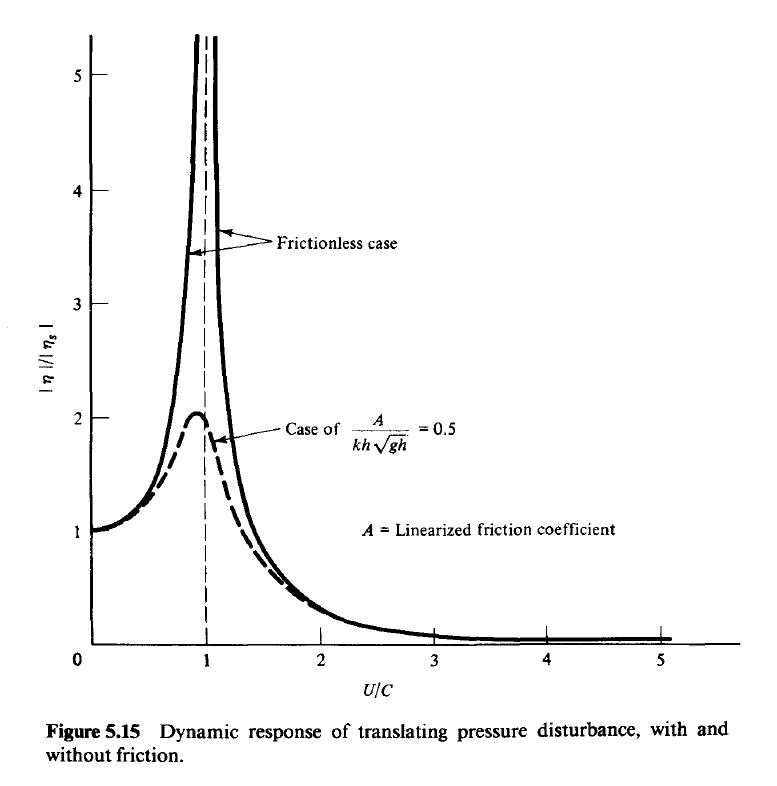 5
4
Frictionless case
3
|η|/|ηₛ|
2
Case of A/(kh√gh) = 0.5
1
A = Linearized friction coefficient
0
1
2
3
4
5
U/C
Figure 5.15 Dynamic response of translating pressure disturbance, with and
without friction.